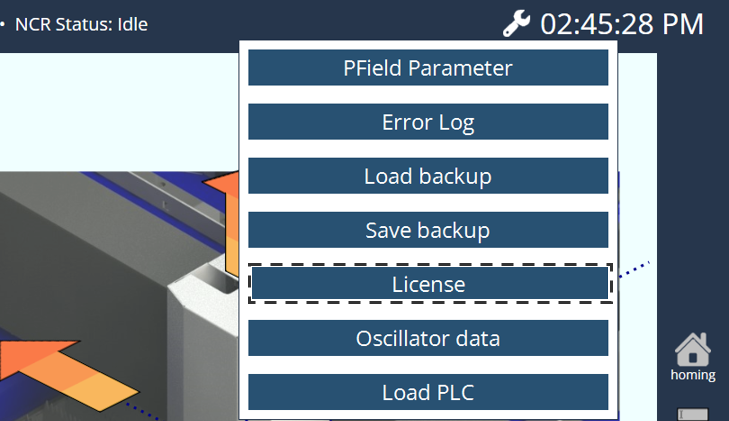 • NCR Status: Idle
02:45:28 PM
PField Parameter
Error Log
Load backup
Save backup
License
Oscillator data
Load PLC
homing